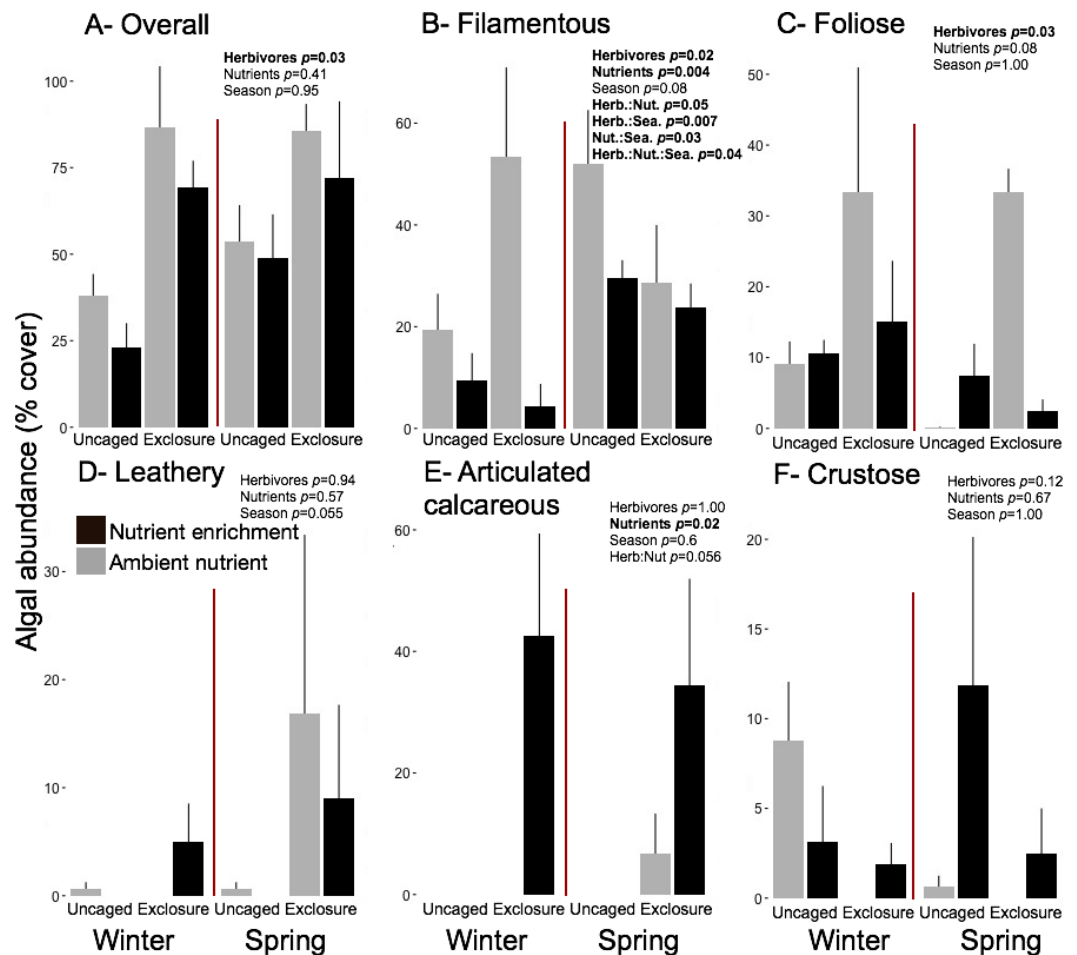 A- Overall
Herbivores p=0.03
Nutrients p=0.41
Season p=0.95
100
75
50
25
0
Uncaged Exclosure Uncaged Exclosure
B- Filamentous
Herbivores p=0.02
Nutrients p=0.004
Season p=0.08
Herb.:Nut. p=0.05
Herb.:Sea. p=0.007
Nut.:Sea. p=0.03
Herb.:Nut.:Sea. p=0.04
60
40
20
0
Uncaged Exclosure Uncaged Exclosure
C- Foliose
Herbivores p=0.03
Nutrients p=0.08
Season p=1.00
50
40
30
20
10
0
Uncaged Exclosure Uncaged Exclosure
Algal abundance (% cover)
D- Leathery
Herbivores p=0.94
Nutrients p=0.57
Season p=0.055
Nutrient enrichment
Ambient nutrient
30
20
10
0
Uncaged Exclosure Uncaged Exclosure
Winter Spring
E- Articulated
calcareous
Herbivores p=1.00
Nutrients p=0.02
Season p=0.6
Herb:Nut p=0.056
60
40
20
0
Uncaged Exclosure Uncaged Exclosure
Winter Spring
F- Crustose
Herbivores p=0.12
Nutrients p=0.67
Season p=1.00
20
15
10
5
0
Uncaged Exclosure Uncaged Exclosure
Winter Spring